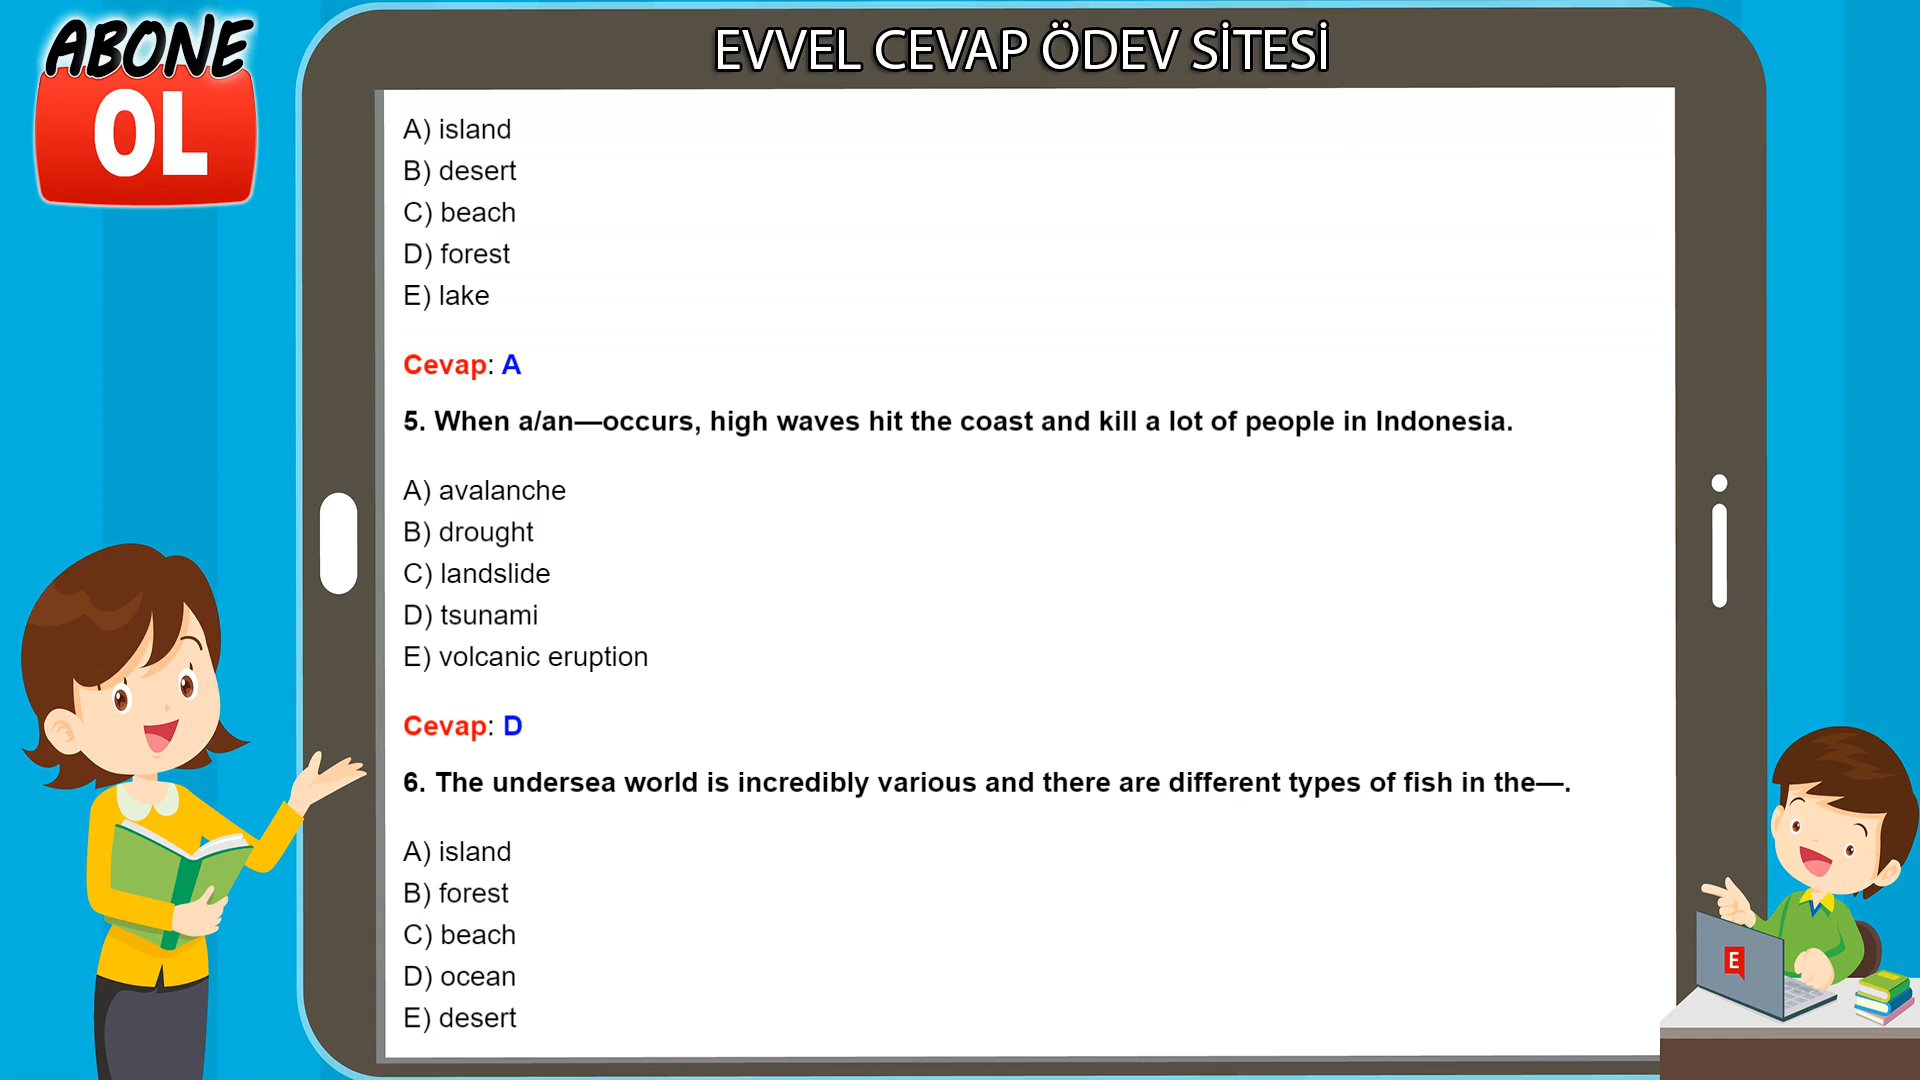 ABONE
OL
EVVEL CEVAP ÖDEV SİTESİ
A) island
B) desert
C) beach
D) forest
E) lake
Cevap: A
5. When a/an—occurs, high waves hit the coast and kill a lot of people in Indonesia.
A) avalanche
B) drought
C) landslide
D) tsunami
E) volcanic eruption
Cevap: D
6. The undersea world is incredibly various and there are different types of fish in the—.
A) island
B) forest
C) beach
D) ocean
E) desert
E